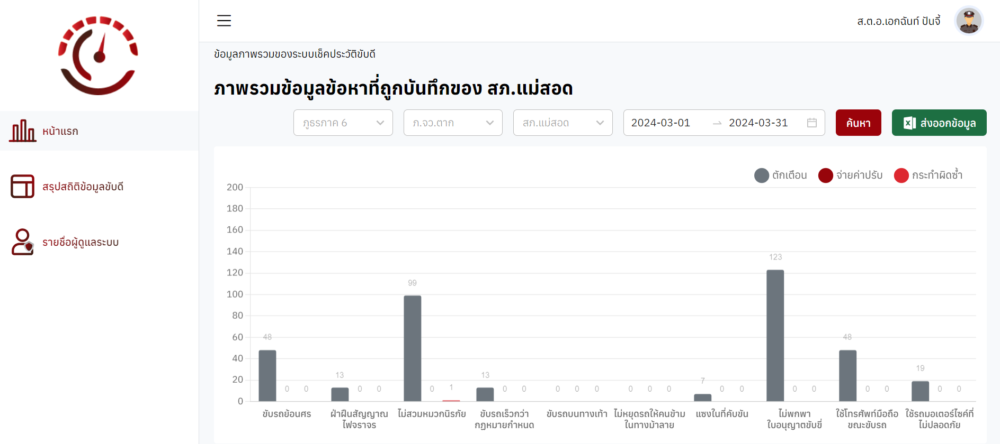 ส.ต.อ.เอกฉันท์ ปันจี้
ข้อมูลภาพรวมของระบบเช็คประวัติขับดี
ภาพรวมข้อมูลข้อหาที่ถูกบันทึกของ สภ.แม่สอด
หน้าแรก
สรุปสถิติข้อมูลขับดี
รายชื่อผู้ดูแลระบบ
ภูธรภาค 6
ภ.จว.ตาก
สภ.แม่สอด
2024-03-01 → 2024-03-31
ค้นหา
ส่งออกข้อมูล
ตักเตือน
จ่ายค่าปรับ
กระทำผิดซ้ำ
200
180
160
140
120
100
80
60
40
20
0
48 0 0
13 0 0
99 0 1
13 0 0
0 0 0
0 0 0
7 0 0
123 0 0
48 0 0
19 0 0
ขับรถย้อนศร
ฝ่าฝืนสัญญาณ
ไฟจราจร
ไม่สวมหมวกนิรภัย
ขับรถเร็วกว่า
กฎหมายกำหนด
ขับรถบนทางเท้า
ไม่หยุดรถให้คนข้าม
ในทางม้าลาย
แซงในที่คับขัน
ไม่พกพา
ใบอนุญาตขับขี่
ใช้โทรศัพท์มือถือ
ขณะขับรถ
ใช้รถมอเตอร์ไซค์ที่
ไม่ปลอดภัย